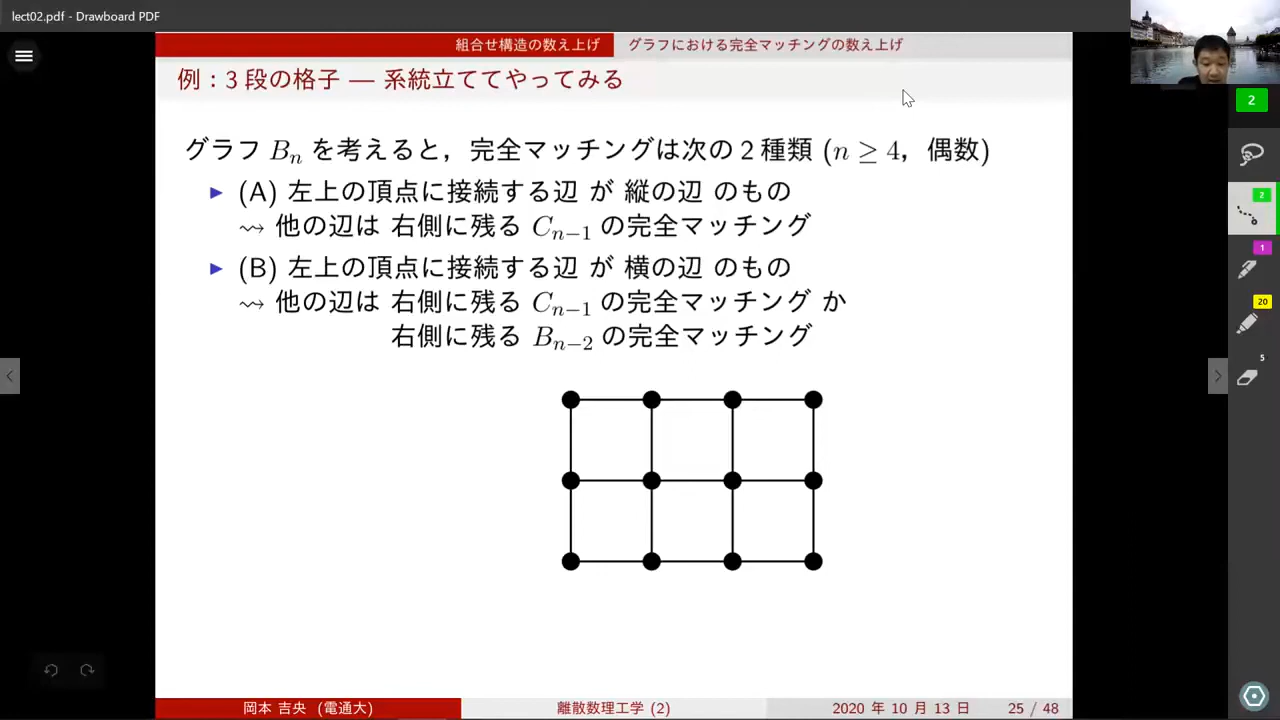 lect02.pdf - Drawboard PDF
組合せ構造の数え上げ グラフにおける完全マッチングの数え上げ
例:3 段の格子 — 系統立ててやってみる
グラフ Bn を考えると,完全マッチングは次の2種類 (n ≥ 4,偶数)
▶ (A) 左上の頂点に接続する辺 が 縦の辺 のもの
⇝ 他の辺は 右側に残る Cn−1 の完全マッチング
▶ (B) 左上の頂点に接続する辺 が 横の辺 のもの
⇝ 他の辺は 右側に残る Cn−1 の完全マッチング か
右側に残る Bn−2 の完全マッチング
岡本 吉央 (電通大) 離散数理工学 (2) 2020 年 10 月 13 日 25 / 48
2
2
1
20
5